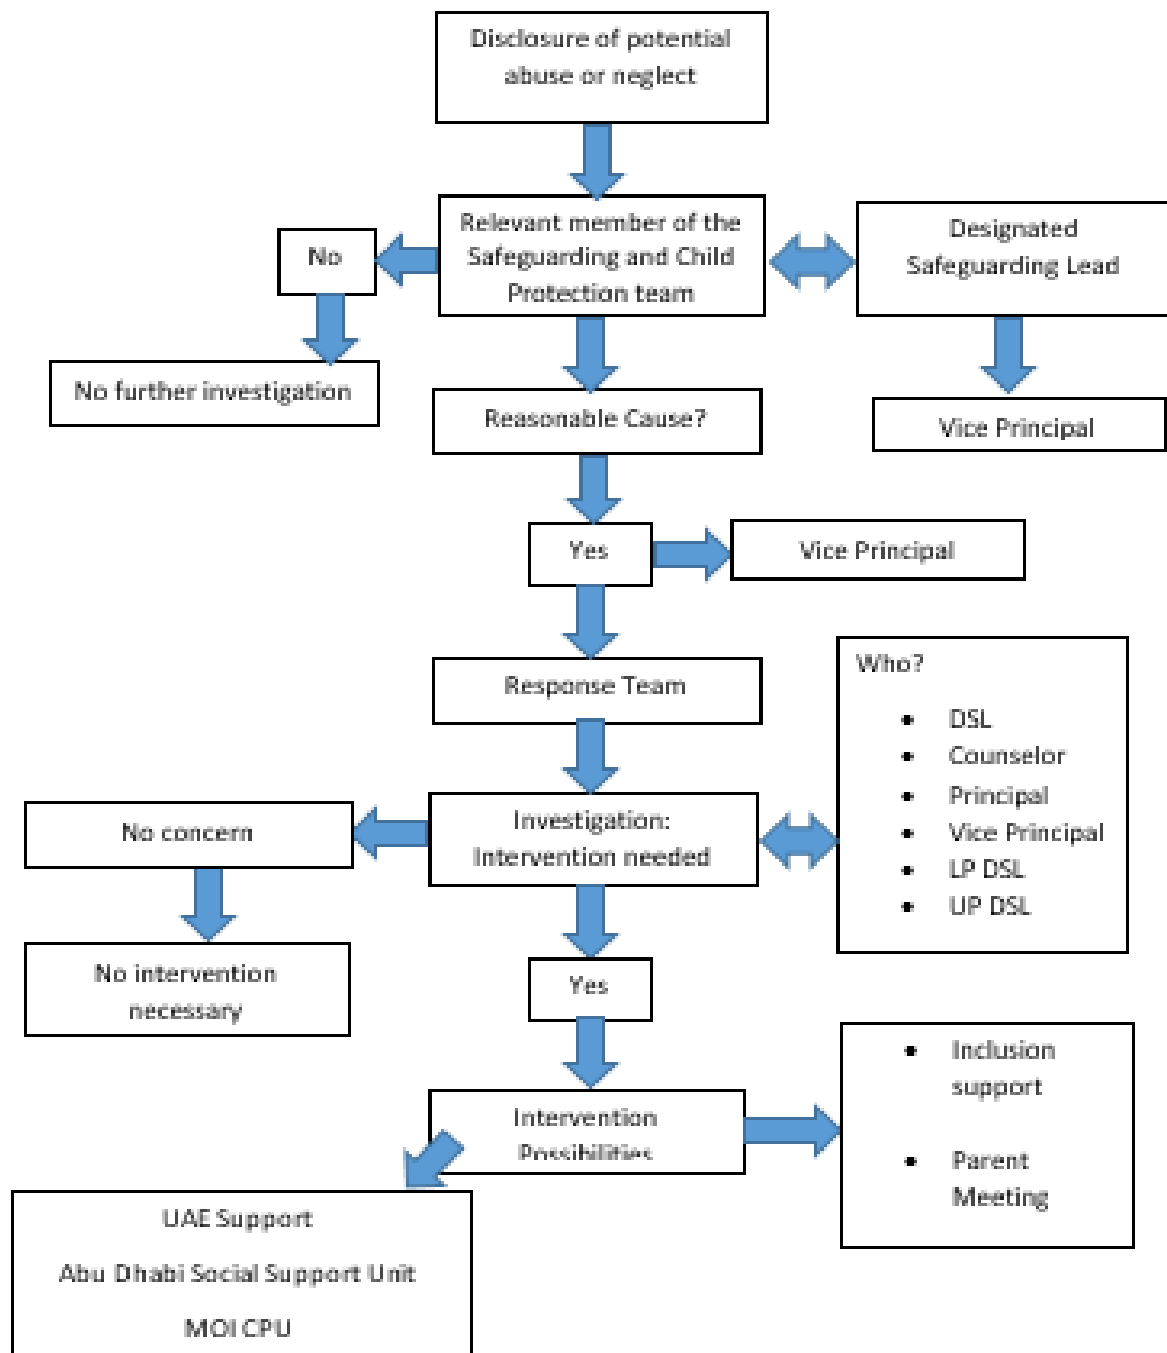 Disclosure of potential
abuse or neglect
Relevant member of the
Safeguarding and Child
Protection team
Designated
Safeguarding Lead
No
No further investigation
Reasonable Cause?
Vice Principal
Yes
Vice Principal
Response Team
Who?
• DSL
• Counselor
• Principal
• Vice Principal
• LP DSL
• UP DSL
No concern
Investigation:
Intervention needed
No intervention
necessary
Yes
Intervention
Possibilities
• Inclusion
support
• Parent
Meeting
UAE Support
Abu Dhabi Social Support Unit
MOI CPU